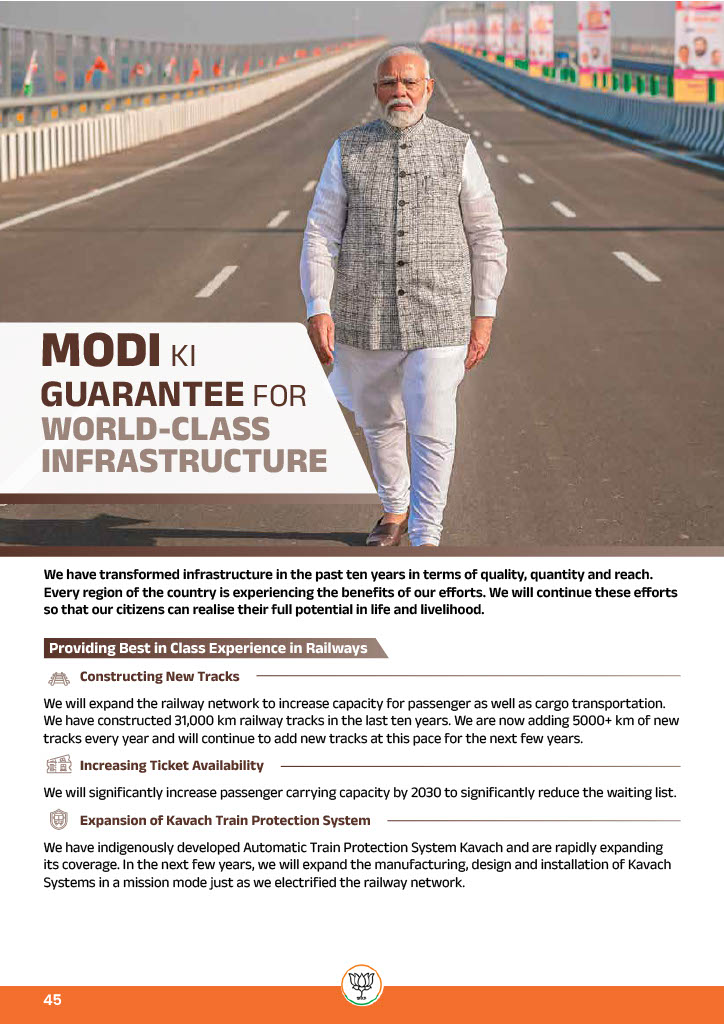 MODI KI
GUARANTEE FOR
WORLD-CLASS
INFRASTRUCTURE
We have transformed infrastructure in the past ten years in terms of quality, quantity and reach.
Every region of the country is experiencing the benefits of our efforts. We will continue these efforts
so that our citizens can realise their full potential in life and livelihood.
Providing Best in Class Experience in Railways
Constructing New Tracks
We will expand the railway network to increase capacity for passenger as well as cargo transportation.
We have constructed 31,000 km railway tracks in the last ten years. We are now adding 5000+ km of new
tracks every year and will continue to add new tracks at this pace for the next few years.
Increasing Ticket Availability
We will significantly increase passenger carrying capacity by 2030 to significantly reduce the waiting list.
Expansion of Kavach Train Protection System
We have indigenously developed Automatic Train Protection System Kavach and are rapidly expanding
its coverage. In the next few years, we will expand the manufacturing, design and installation of Kavach
Systems in a mission mode just as we electrified the railway network.
45